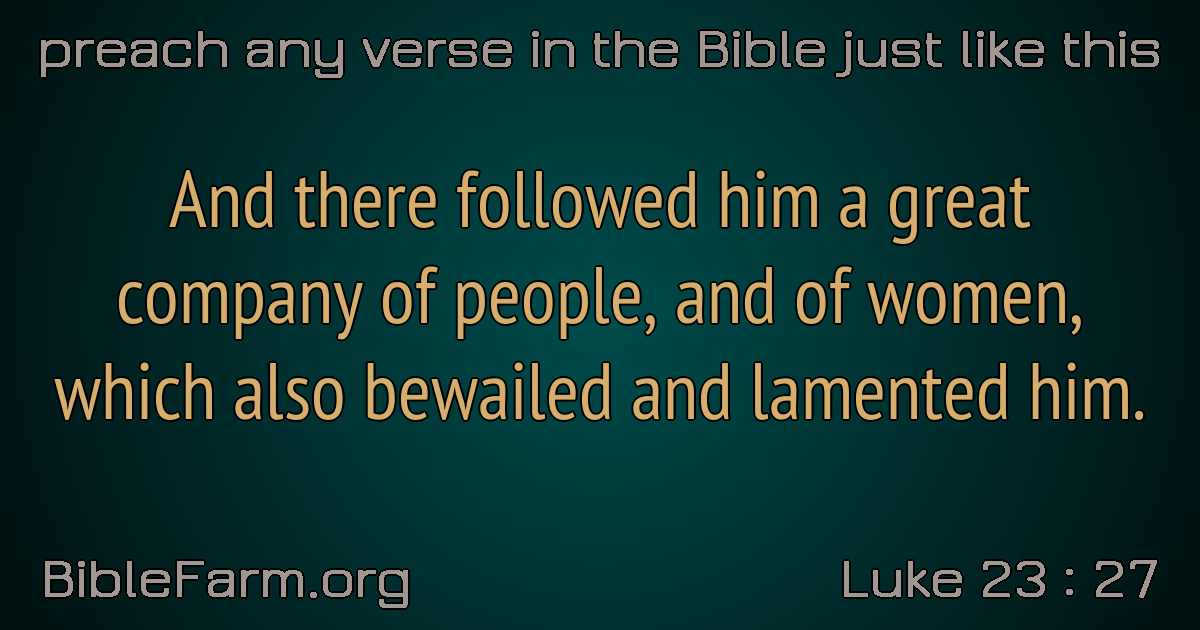 preach any verse in the Bible just like this
And there followed him a great
company of people, and of women,
which also bewailed and lamented him.
BibleFarm.org
Luke 23 : 27